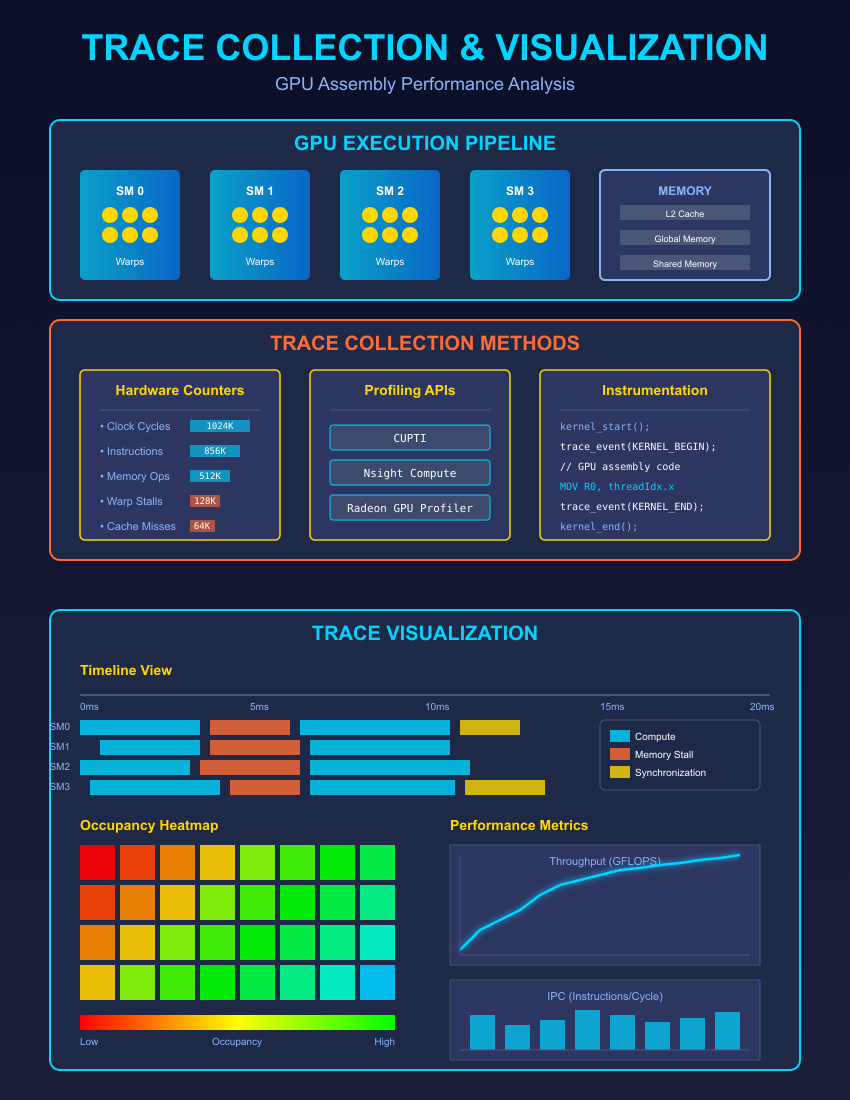 TRACE COLLECTION & VISUALIZATION
GPU Assembly Performance Analysis
GPU EXECUTION PIPELINE
SM 0
Warps
SM 1
Warps
SM 2
Warps
SM 3
Warps
MEMORY
L2 Cache
Global Memory
Shared Memory
TRACE COLLECTION METHODS
Hardware Counters
• Clock Cycles 1024K
• Instructions 856K
• Memory Ops 512K
• Warp Stalls 128K
• Cache Misses 64K
Profiling APIs
CUPTI
Nsight Compute
Radeon GPU Profiler
Instrumentation
kernel_start();
trace_event(KERNEL_BEGIN);
// GPU assembly code
MOV R0, threadIdx.x
trace_event(KERNEL_END);
kernel_end();
TRACE VISUALIZATION
Timeline View
0ms 5ms 10ms 15ms 20ms
SM0
SM1
SM2
SM3
Compute
Memory Stall
Synchronization
Occupancy Heatmap
Low Occupancy High
Performance Metrics
Throughput (GFLOPS)
IPC (Instructions/Cycle)